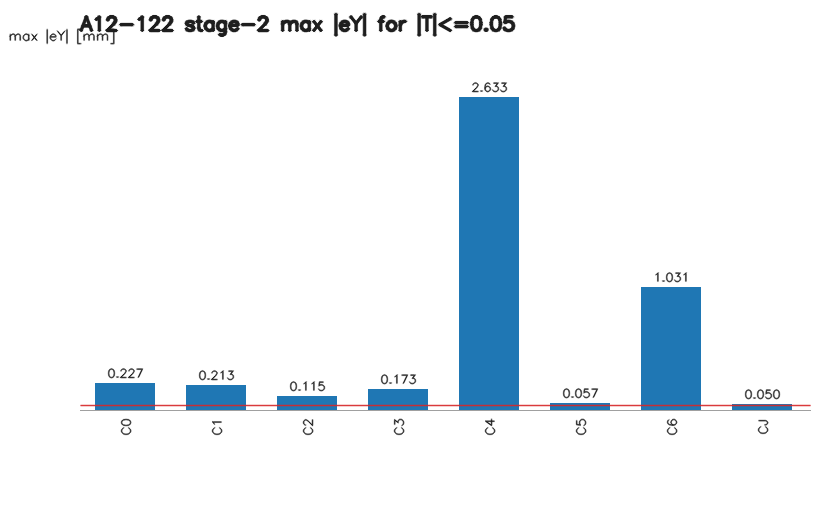 A12-122 stage-2 max |eY| for |T|<=0.05
max |eY| [mm]
2.633
1.031
0.227
0.213
0.115
0.173
0.057
0.050
C0
C1
C2
C3
C4
C5
C6
CJ